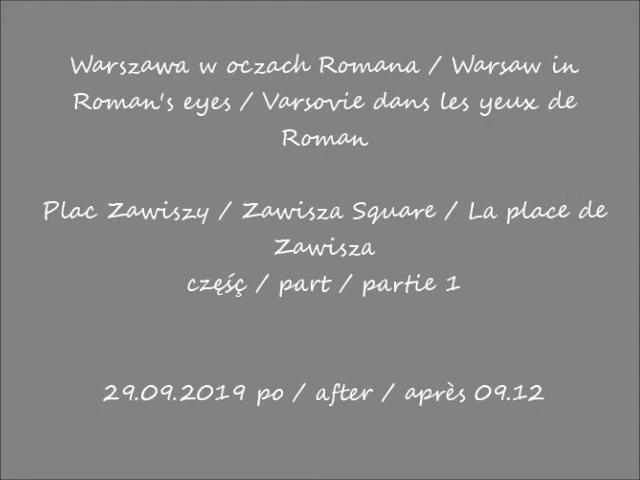 Warszawa w oczach Romana / Warsaw in
Roman's eyes / Varsovie dans les yeux de
Roman
Plac Zawiszy / Zawisza Square / La place de
Zawisza
częśç / part / partie 1
29.09.2019 po / after / après 09.12